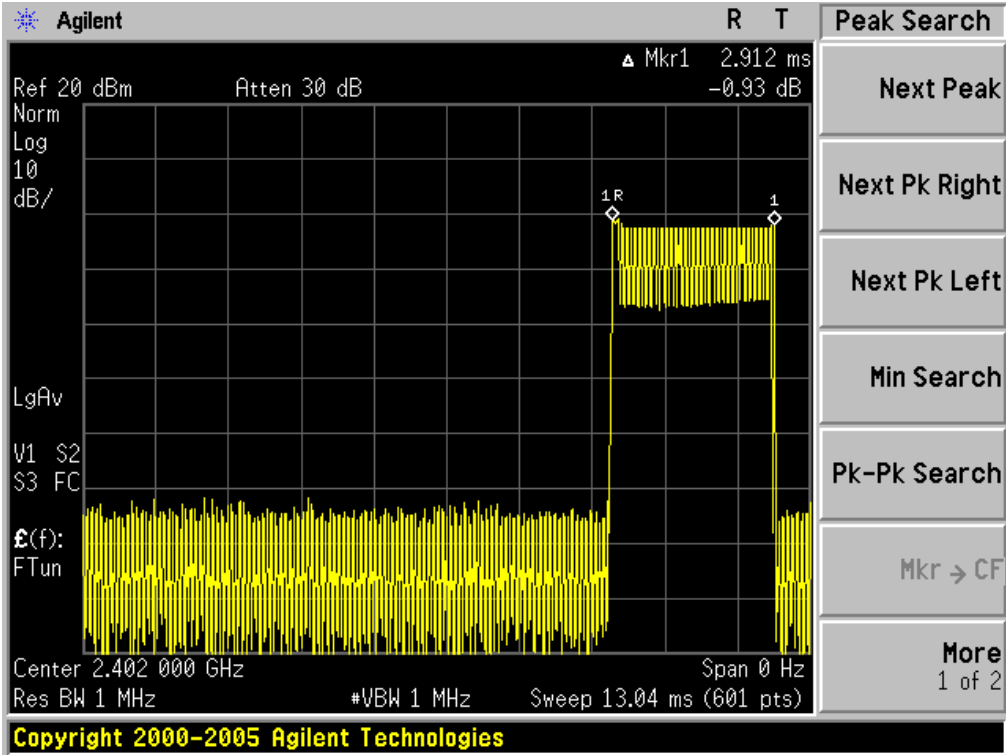 Agilent R T
Peak Search
▵ Mkr1 2.912 ms
Ref 20 dBm Atten 30 dB -0.93 dB
Norm
Log
10
dB/
1R
1
LgAv
V1 S2
S3 FC
£(f):
FTun
Center 2.402 000 GHz Span 0 Hz
Res BW 1 MHz #VBW 1 MHz Sweep 13.04 ms (601 pts)
Copyright 2000-2005 Agilent Technologies
Next Peak
Next Pk Right
Next Pk Left
Min Search
Pk-Pk Search
Mkr → CF
More
1 of 2